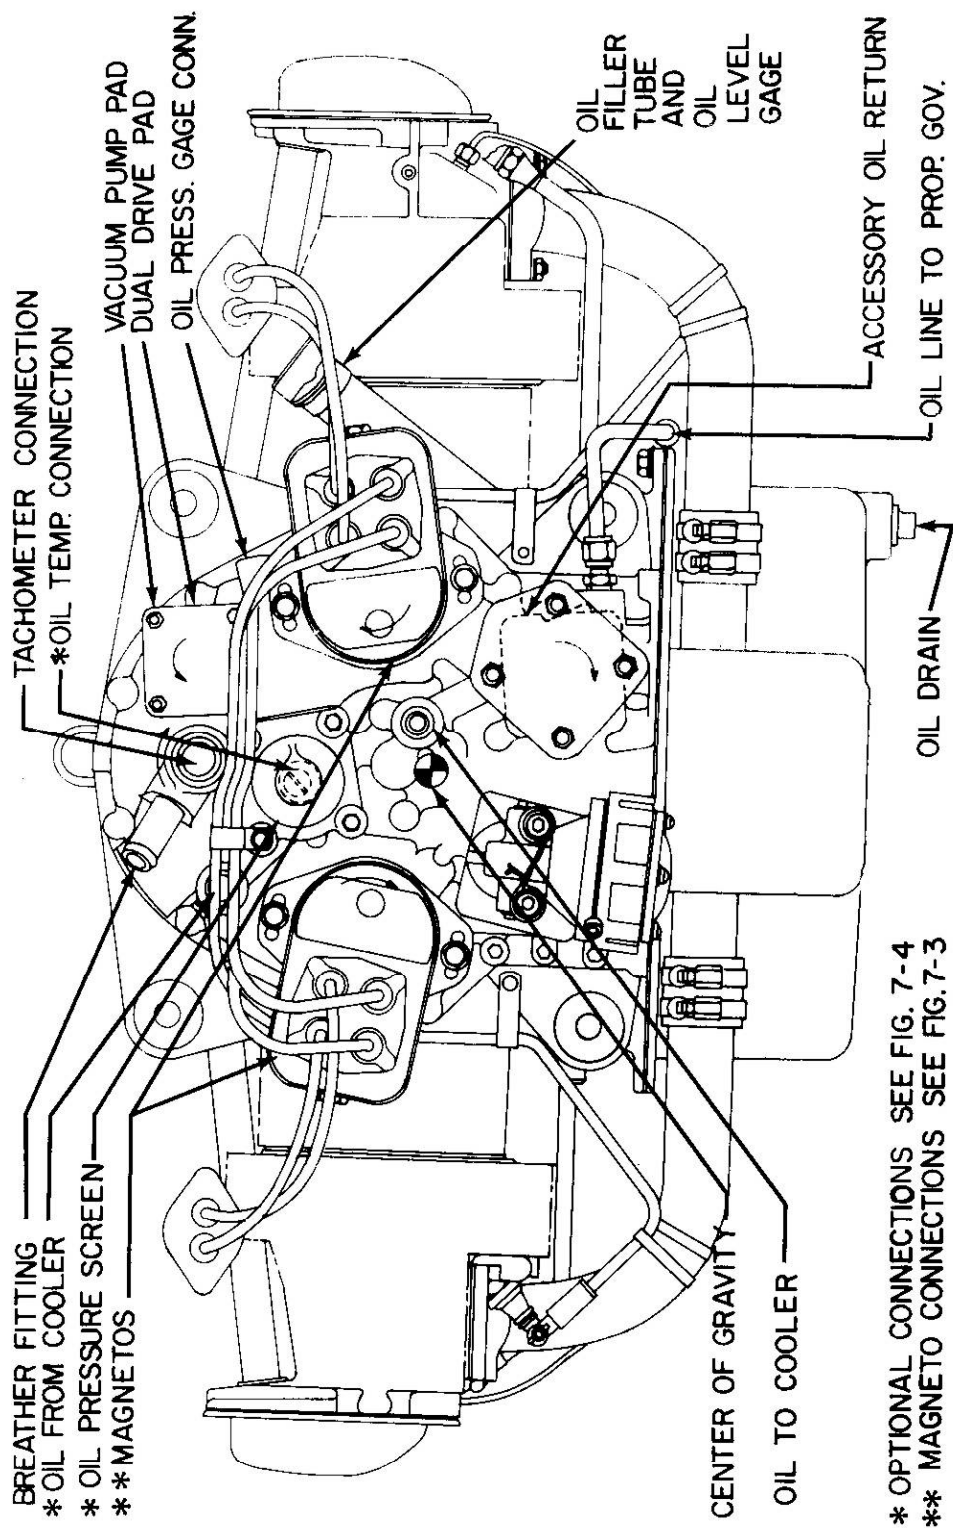 BREATHER FITTING
*OIL FROM COOLER
* OIL PRESSURE SCREEN
**MAGNETOS
TACHOMETER CONNECTION
*OIL TEMP. CONNECTION
VACUUM PUMP PAD
DUAL DRIVE PAD
OIL PRESS. GAGE CONN.
OIL
FILLER
TUBE
AND
OIL
LEVEL
GAGE
CENTER OF GRAVITY
OIL TO COOLER
ACCESSORY OIL RETURN
OIL LINE TO PROP. GOV.
OIL DRAIN
* OPTIONAL CONNECTIONS SEE FIG. 7-4
** MAGNETO CONNECTIONS SEE FIG. 7-3